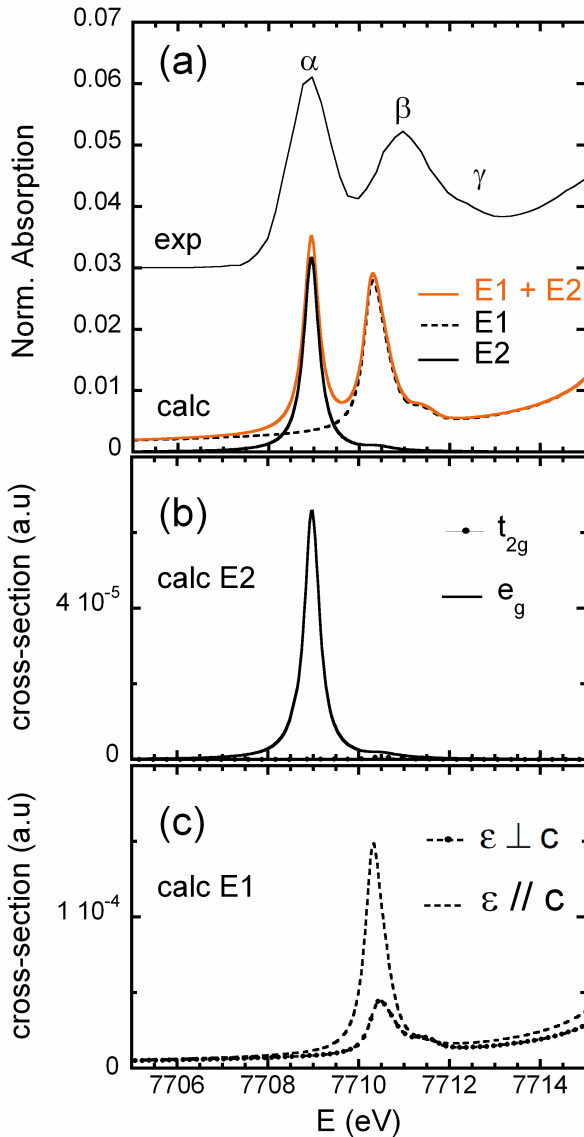 0.07
(a)
α
0.06
β
0.05
γ
0.04
exp
0.03
E1 + E2
E1
0.02
E2
0.01
calc
0
Norm. Absorption
(b)
t2g
calc E2
eg
4 10-5
0
cross-section (a.u)
(c)
ε ⊥ c
calc E1
ε // c
1 10-4
0
cross-section (a.u)
7706 7708 7710 7712 7714
E (eV)